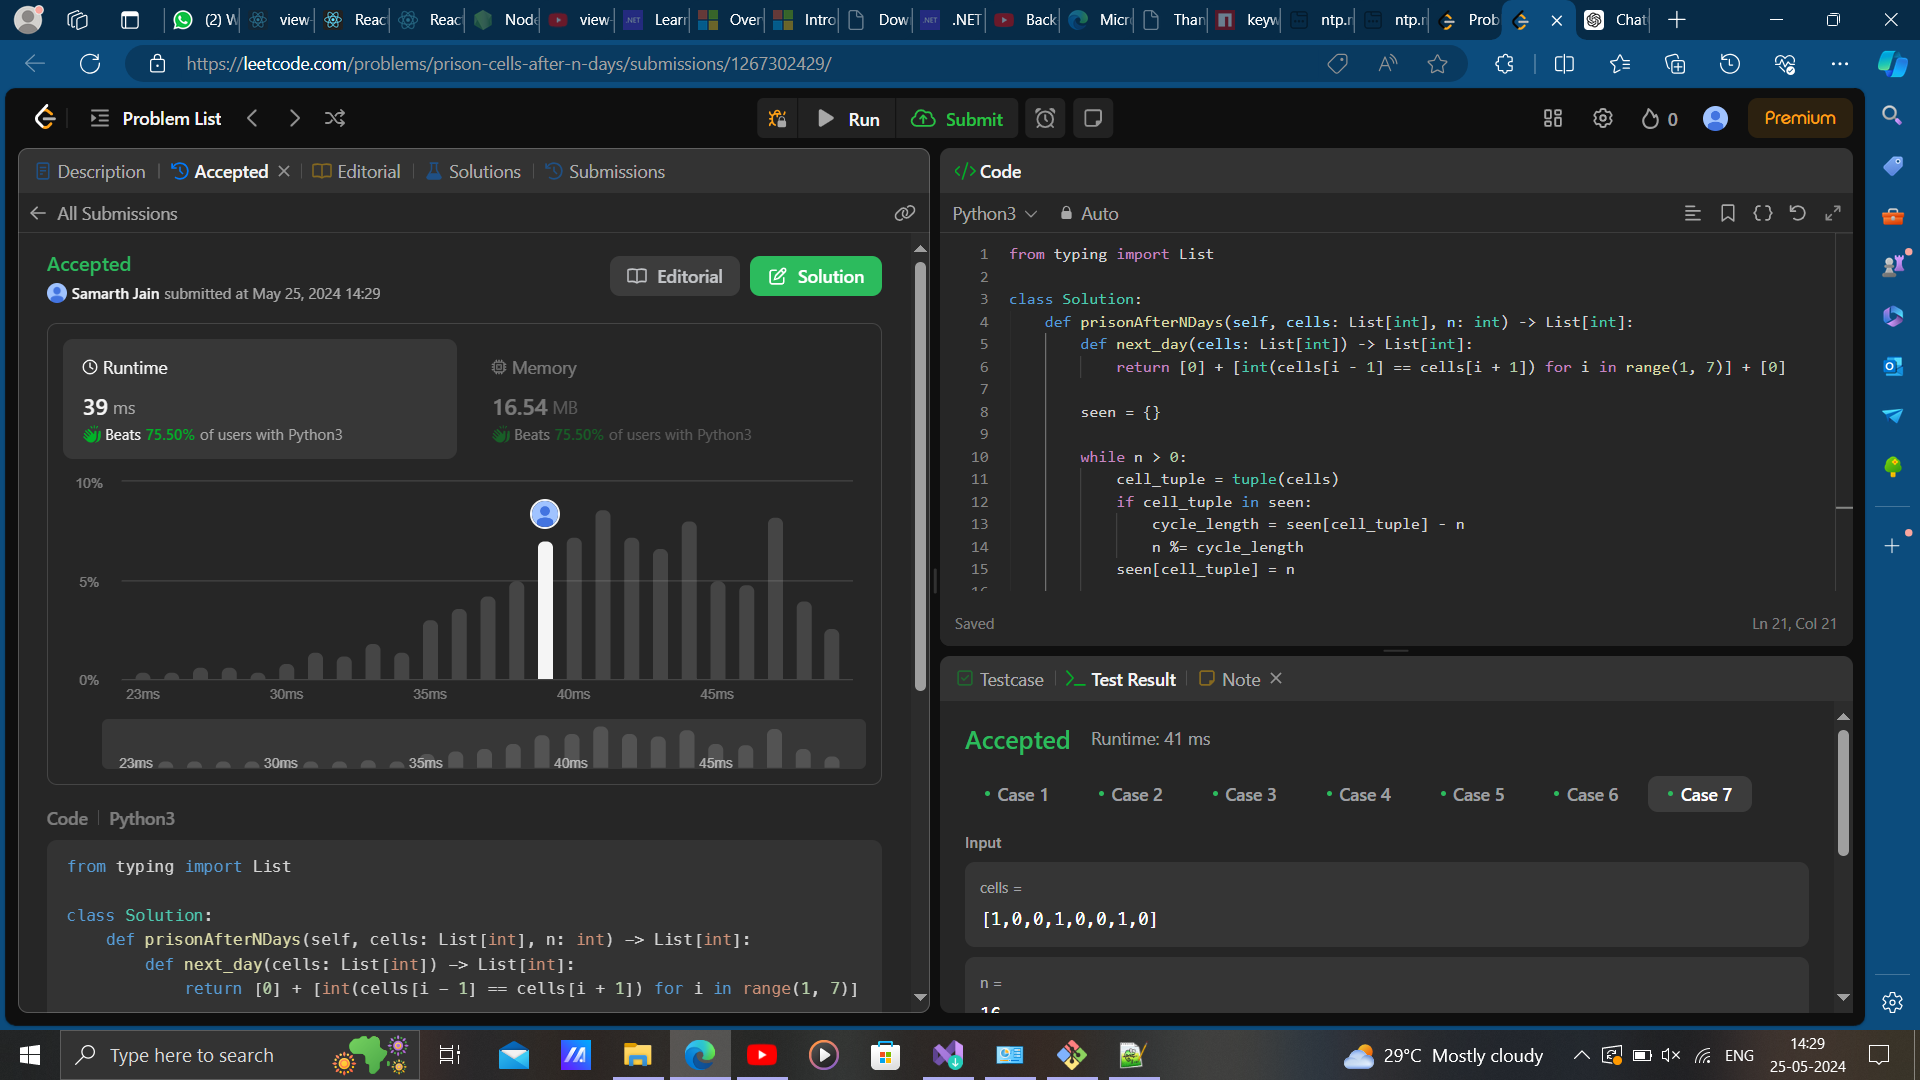 (2) W
view-
Reac
Reac
Node
view-
Lear
Over
Intro
Dow
.NET
Back
Micro
Than
keyw
ntp.r
ntp.r
Prob
Chat
https://leetcode.com/problems/prison-cells-after-n-days/submissions/1267302429/
Problem List
Run
Submit
0
Premium
Description
Accepted
Editorial
Solutions
Submissions
All Submissions
Accepted
Samarth Jain submitted at May 25, 2024 14:29
Editorial
Solution
Runtime
39 ms
Beats 75.50% of users with Python3
Memory
16.54 MB
Beats 75.50% of users with Python3
10%
5%
0%
23ms 30ms 35ms 40ms 45ms
23ms 30ms 35ms 40ms 45ms
Code | Python3
from typing import List
class Solution:
def prisonAfterNDays(self, cells: List[int], n: int) -> List[int]:
def next_day(cells: List[int]) -> List[int]:
return [0] + [int(cells[i - 1] == cells[i + 1]) for i in range(1, 7)]
</> Code
Python3
Auto
1 from typing import List
2
3 class Solution:
4 def prisonAfterNDays(self, cells: List[int], n: int) -> List[int]:
5 def next_day(cells: List[int]) -> List[int]:
6 return [0] + [int(cells[i - 1] == cells[i + 1]) for i in range(1, 7)] + [0]
7
8 seen = {}
9
10 while n > 0:
11 cell_tuple = tuple(cells)
12 if cell_tuple in seen:
13 cycle_length = seen[cell_tuple] - n
14 n %= cycle_length
15 seen[cell_tuple] = n
16
Saved
Ln 21, Col 21
Testcase
Test Result
Note
Accepted Runtime: 41 ms
Case 1
Case 2
Case 3
Case 4
Case 5
Case 6
Case 7
Input
cells =
[1,0,0,1,0,0,1,0]
n =
16
Type here to search
29°C Mostly cloudy
ENG
14:29
25-05-2024